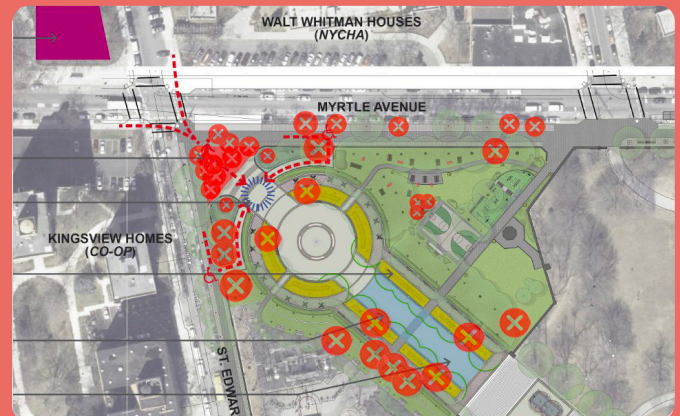 WALT WHITMAN HOUSES
(NYCHA)
MYRTLE AVENUE
KINGSVIEW HOMES
(CO-OP)
ST. EDWAR